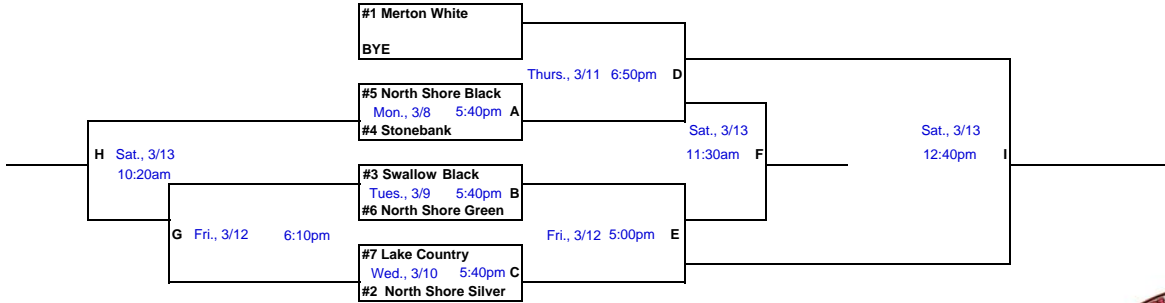 #1 Merton White
BYE
Thurs., 3/11 6:50pm D
#5 North Shore Black
Mon., 3/8 5:40pm A
#4 Stonebank
Sat., 3/13
11:30am F
Sat., 3/13
12:40pm I
H Sat., 3/13
10:20am
#3 Swallow Black
Tues., 3/9 5:40pm B
#6 North Shore Green
G Fri., 3/12 6:10pm
Fri., 3/12 5:00pm E
#7 Lake Country
Wed., 3/10 5:40pm C
#2 North Shore Silver